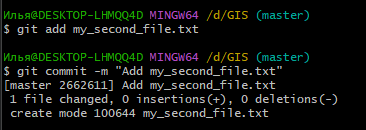 Илья@DESKTOP-LHMQQ4D MINGW64 /d/GIS (master)
$ git add my_second_file.txt

Илья@DESKTOP-LHMQQ4D MINGW64 /d/GIS (master)
$ git commit -m "Add my_second_file.txt"
[master 2662611] Add my_second_file.txt
 1 file changed, 0 insertions(+), 0 deletions(-)
 create mode 100644 my_second_file.txt